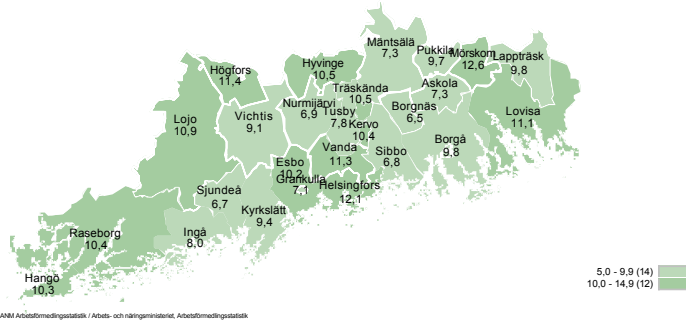 Mäntsälä
7,3
Pukkila
9,7
Mörskom
12,6
Lappträsk
9,8
Hyvinge
10,5
Högfors
11,4
Askola
7,3
Träskända
10,5
Nurmijärvi
6,9
Borgnäs
6,5
Lovisa
11,1
Lojo
10,9
Vichtis
9,1
Tusby
7,8
Kervo
10,4
Borgå
9,8
Vanda
11,3
Sibbo
6,8
Esbo
10,2
Grankulla
7,1
Helsingfors
12,1
Sjundeå
6,7
Kyrkslätt
9,4
Raseborg
10,4
Ingå
8,0
Hangö
10,3
5,0 - 9,9 (14)
10,0 - 14,9 (12)
ANM Arbetsförmedlingsstatistik / Arbets- och näringsministeriet, Arbetsförmedlingsstatistik